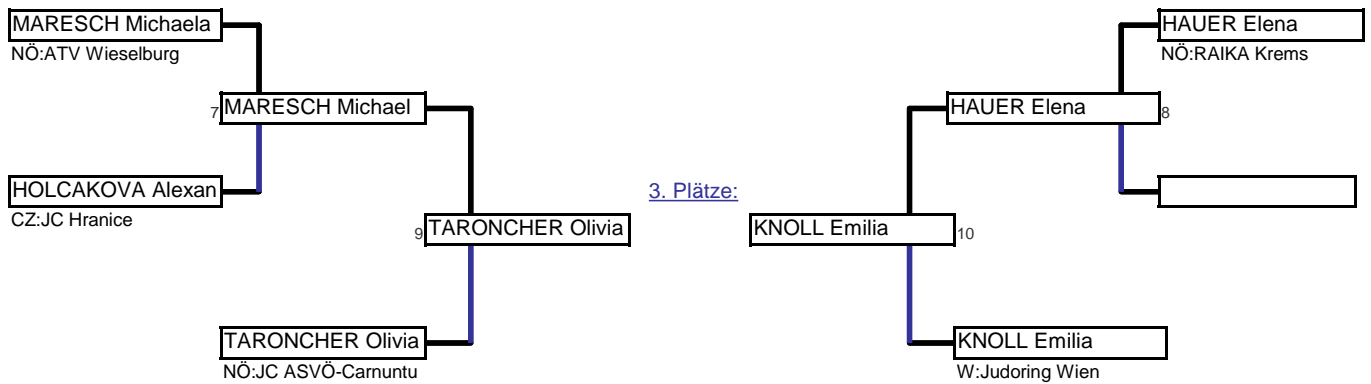 MARESCH Michaela
NÖ:ATV Wieselburg
HAUER Elena
NÖ:RAIKA Krems
7 MARESCH Michael
HAUER Elena 8
HOLCAKOVA Alexan
CZ:JC Hranice
3. Plätze:
9 TARONCHER Olivia
KNOLL Emilia 10
TARONCHER Olivia
NÖ:JC ASVÖ-Carnuntu
KNOLL Emilia
W:Judoring Wien